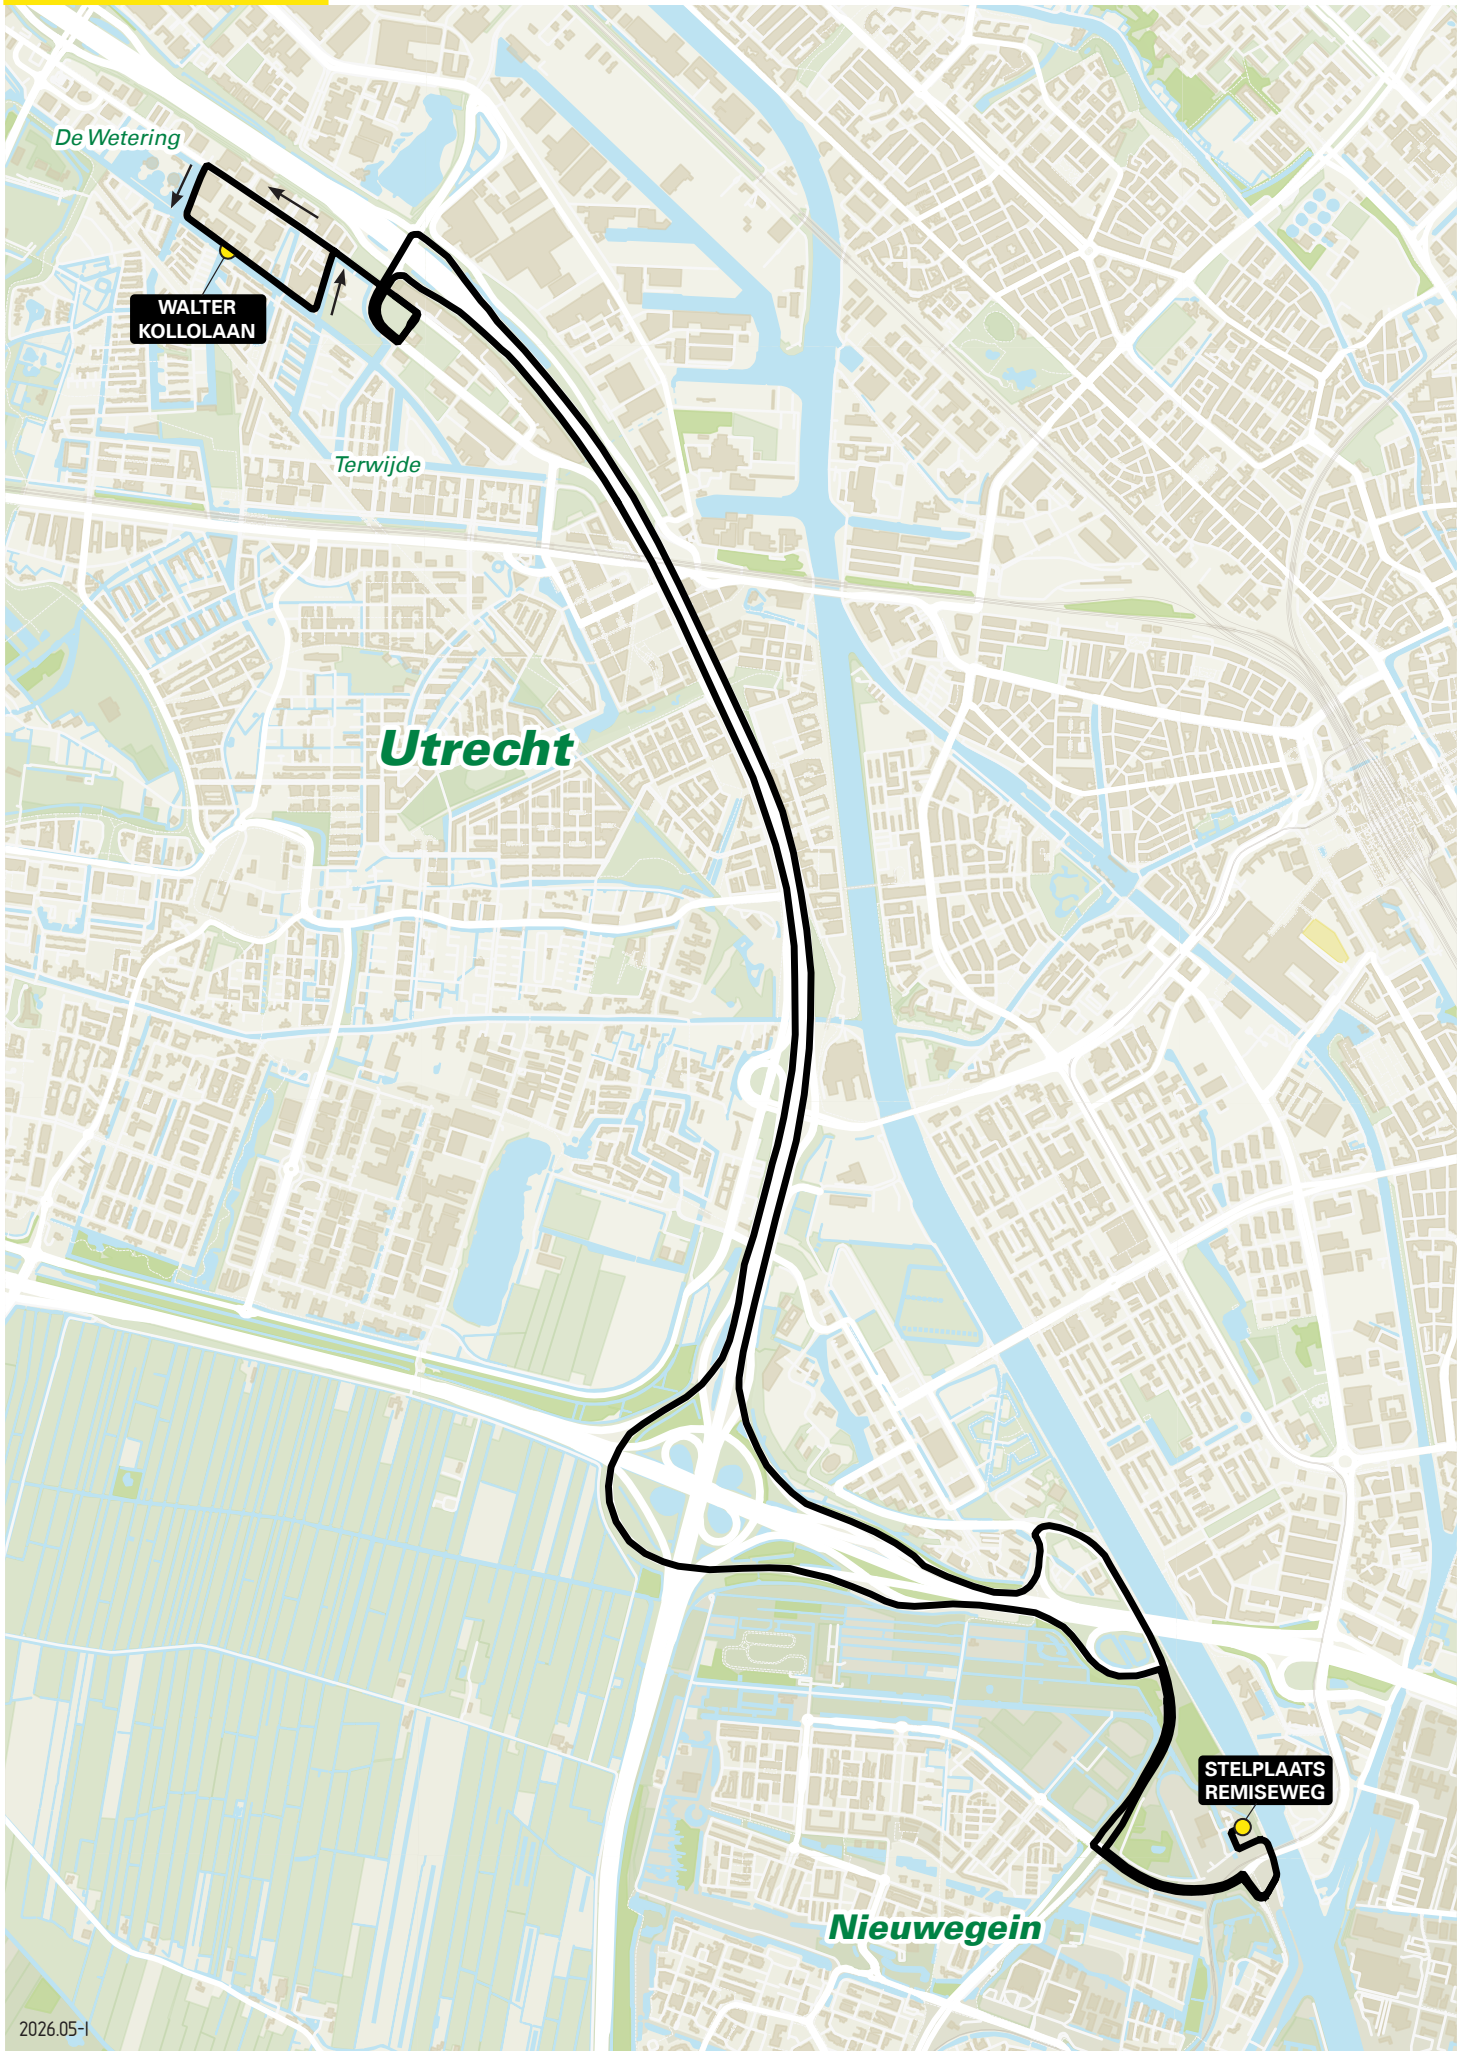 De Wetering
WALTER
KOLLOLAAN
Terwijde
Utrecht
STELPLAATS
REMISEWEG
Nieuwegein
2026.05-I